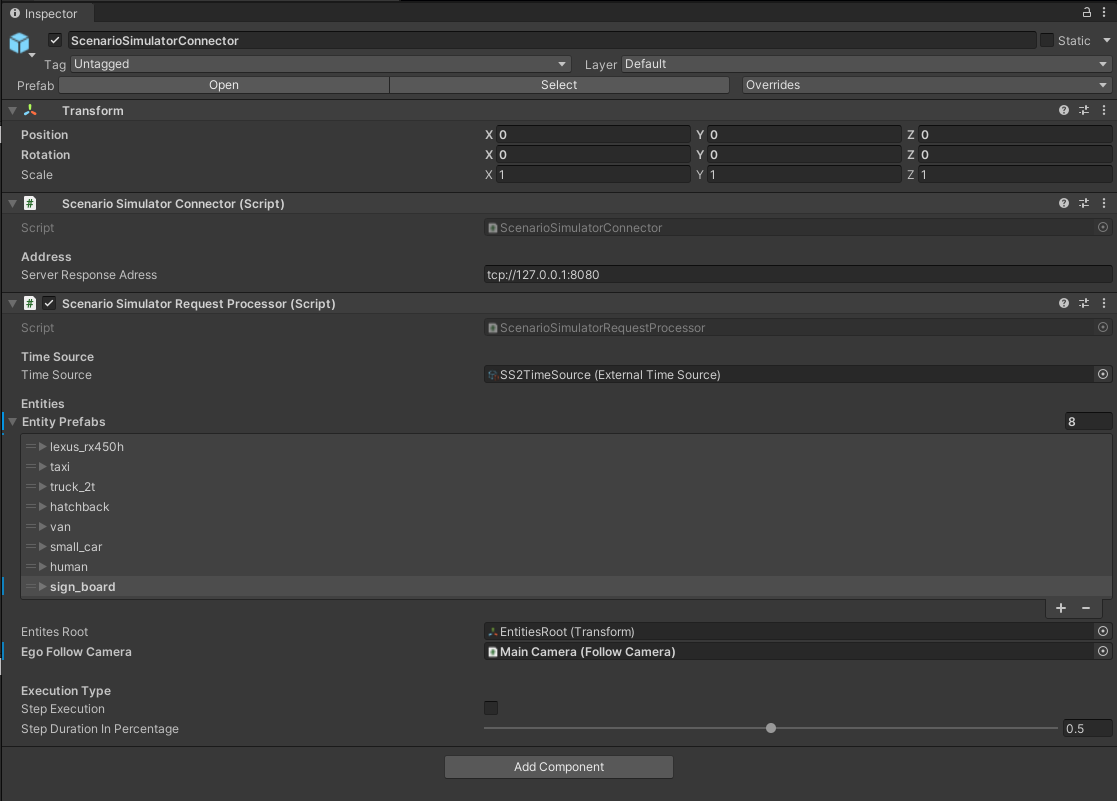 Inspector
ScenarioSimulatorConnector Static
Tag Untagged Layer Default
Prefab Open Select Overrides
Transform
Position X 0 Y 0 Z 0
Rotation X 0 Y 0 Z 0
Scale X 1 Y 1 Z 1
# Scenario Simulator Connector (Script)
Script # ScenarioSimulatorConnector
Address
Server Response Adress tcp://127.0.0.1:8080
# Scenario Simulator Request Processor (Script)
Script # ScenarioSimulatorRequestProcessor
Time Source
Time Source SS2TimeSource (External Time Source)
Entities
Entity Prefabs 8
lexus_rx450h
taxi
truck_2t
hatchback
van
small_car
human
sign_board
+ −
Entites Root EntitiesRoot (Transform)
Ego Follow Camera # Main Camera (Follow Camera)
Execution Type
Step Execution
Step Duration In Percentage 0.5
Add Component